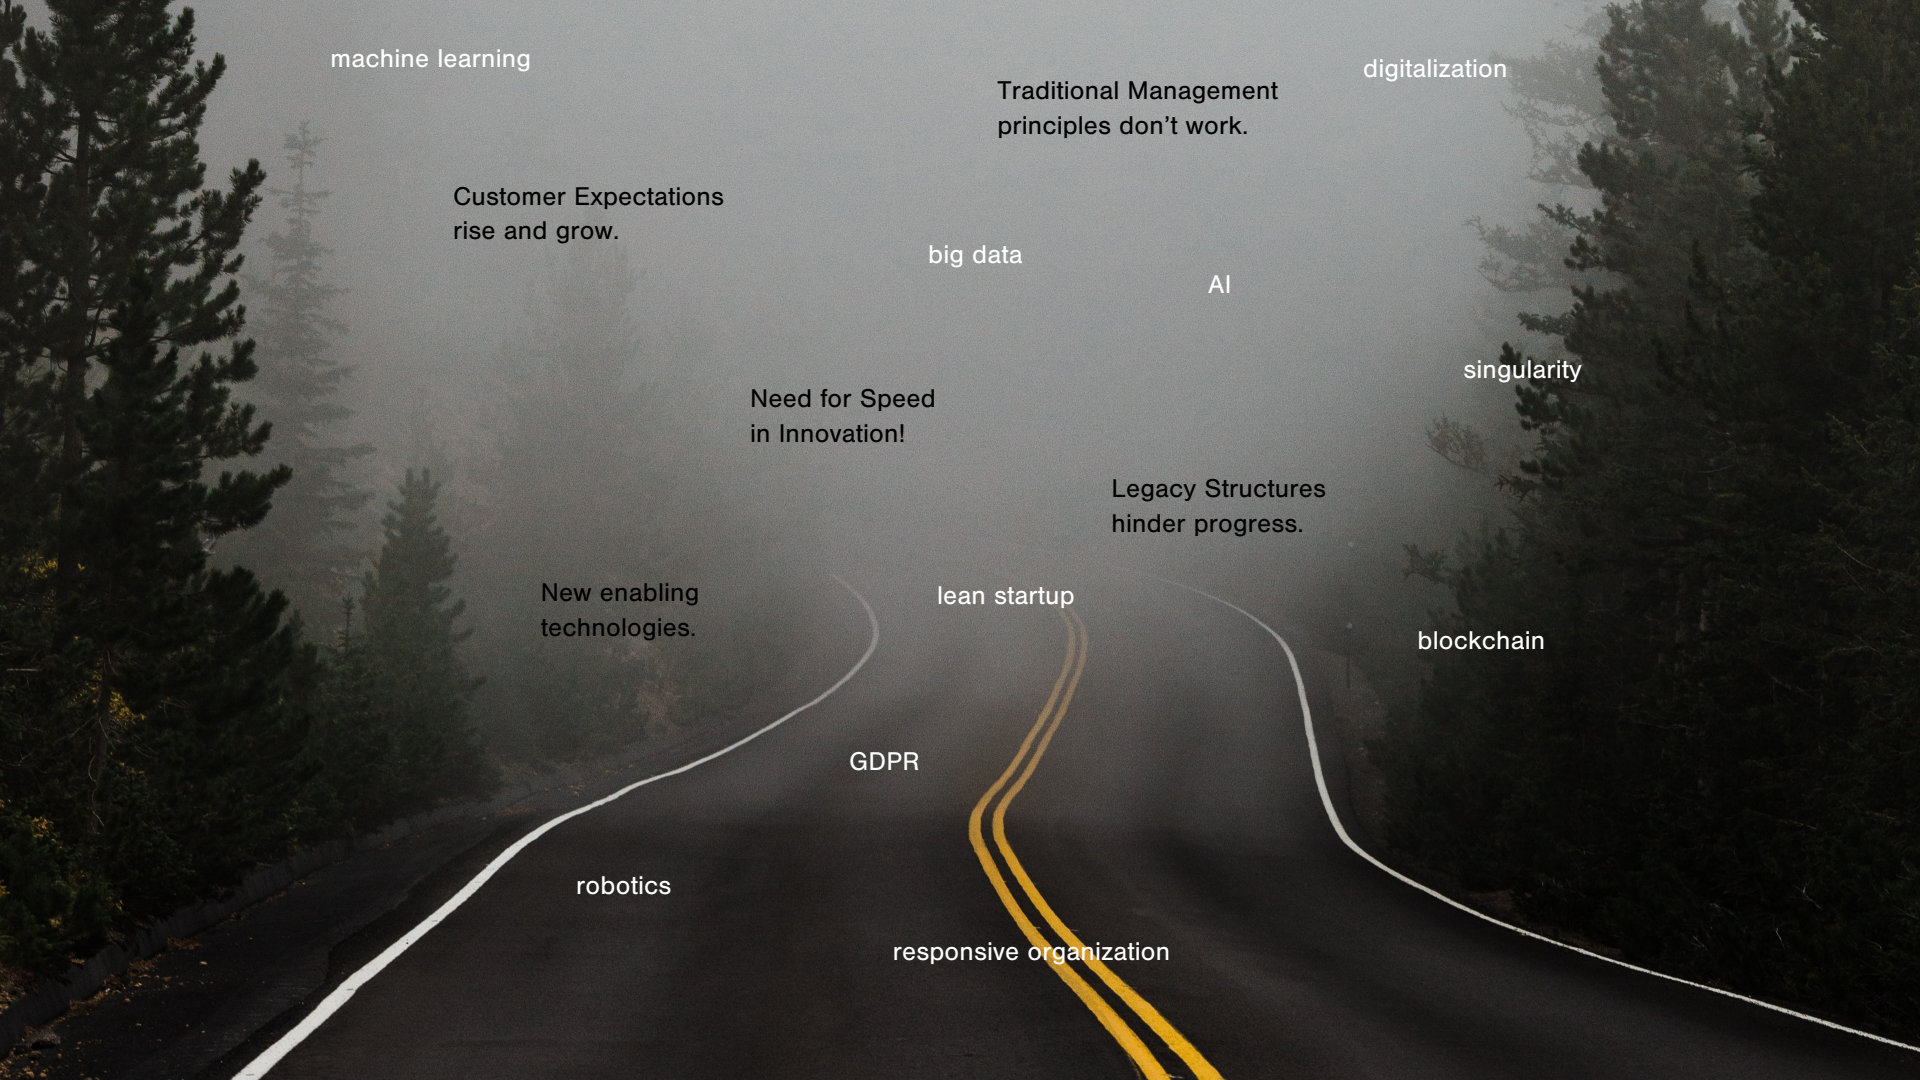 machine learning
digitalization
Traditional Management
principles don’t work.
Customer Expectations
rise and grow.
big data
AI
singularity
Need for Speed
in Innovation!
Legacy Structures
hinder progress.
New enabling
technologies.
lean startup
blockchain
GDPR
robotics
responsive organization